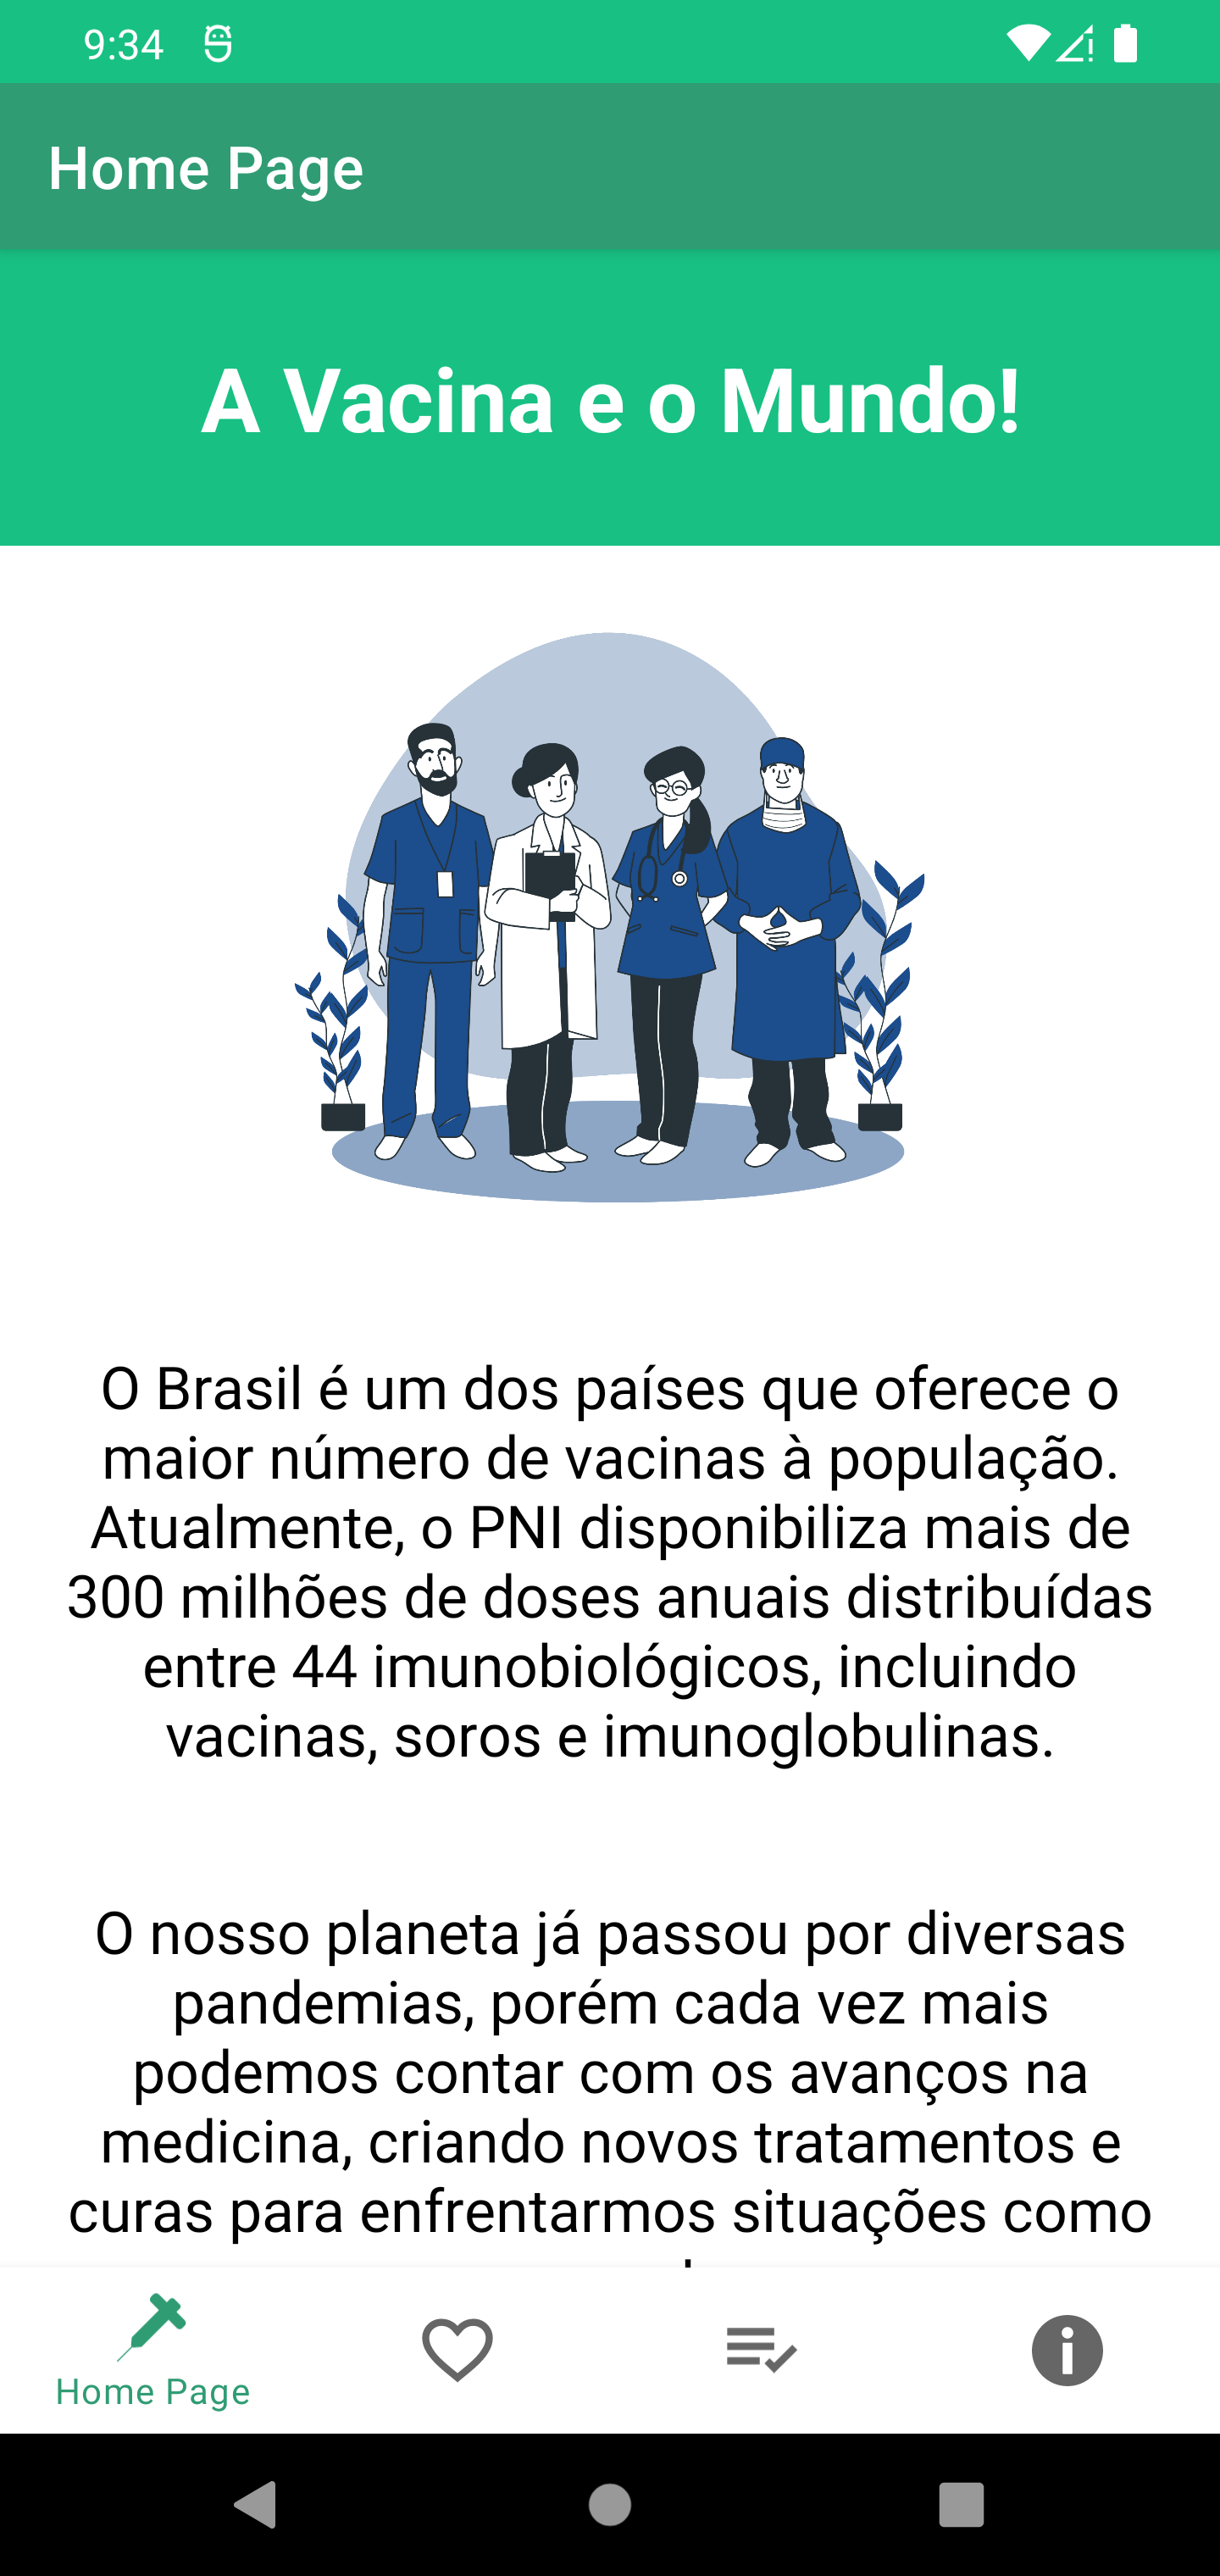 9:34
Home Page
A Vacina e o Mundo!
O Brasil é um dos países que oferece o
maior número de vacinas à população.
Atualmente, o PNI disponibiliza mais de
300 milhões de doses anuais distribuídas
entre 44 imunobiológicos, incluindo
vacinas, soros e imunoglobulinas.
O nosso planeta já passou por diversas
pandemias, porém cada vez mais
podemos contar com os avanços na
medicina, criando novos tratamentos e
curas para enfrentarmos situações como
Home Page